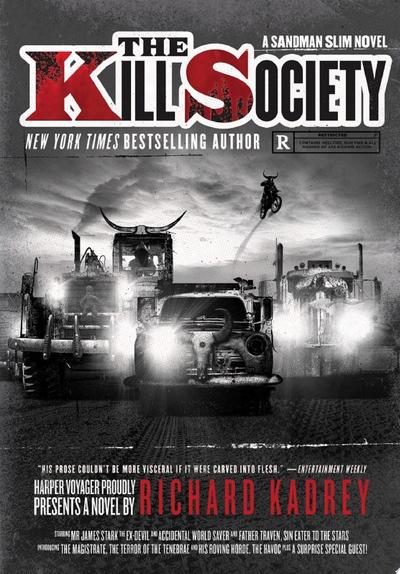 THE
A SANDMAN SLIM NOVEL
KILL SOCIETY
NEW YORK TIMES BESTSELLING AUTHOR
R
RESTRICTED
"HIS PROSE COULDN'T BE MORE VISCERAL IF IT WERE CARVED INTO FLESH." —ENTERTAINMENT WEEKLY
HARPER VOYAGER PROUDLY
PRESENTS A NOVEL BY RICHARD KADREY
STARRING MR JAMES STARK THE EX-DEVIL AND ACCIDENTAL WORLD SAVER AND FATHER TRAVEN, SIN EATER TO THE STARS
INTRODUCING THE MAGISTRATE, THE TERROR OF THE TENEBRAE AND HIS ROVING HORDE, THE HAVOC PLUS A SURPRISE SPECIAL GUEST!